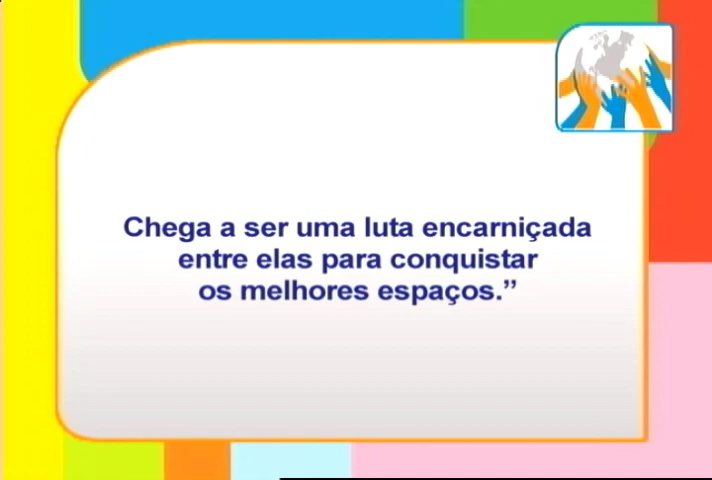 Chega a ser uma luta encarniçada
entre elas para conquistar
os melhores espaços.”